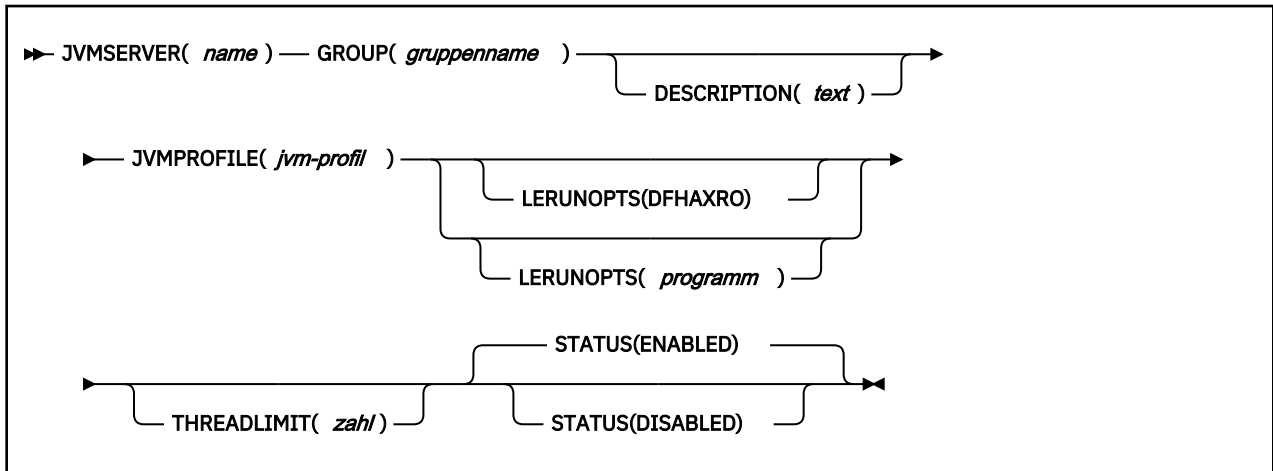 JVMSERVER( name ) GROUP( gruppenname )
DESCRIPTION( text )
JVMPROFILE( jvm-profil )
LERUNOPTS(DFHAXRO)
LERUNOPTS( programm )
STATUS(ENABLED)
THREADLIMIT( zahl ) STATUS(DISABLED)